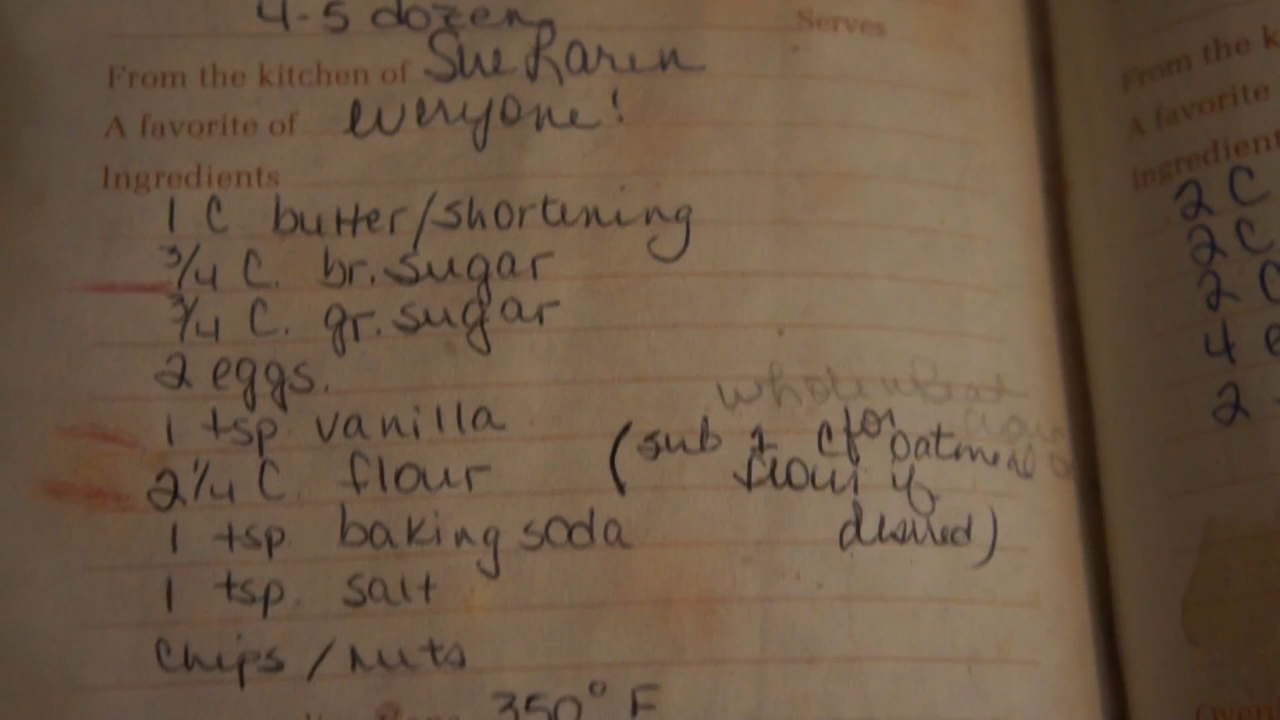 4-5 dozen
Serves
From the kitchen of Sue Laren
A favorite of everyone!
Ingredients
1 C butter/shortening
3/4 C. br. sugar
3/4 C. gr. sugar
2 eggs.
1 tsp vanilla
whole wheat
2 1/4 C. flour (sub 1 C for oatmeal
flour if
desired)
1 tsp. baking soda
1 tsp. salt
chips/nuts
350° F
From the k
A favorite
Ingredient
2 C
2 C
2 C
4 e
2